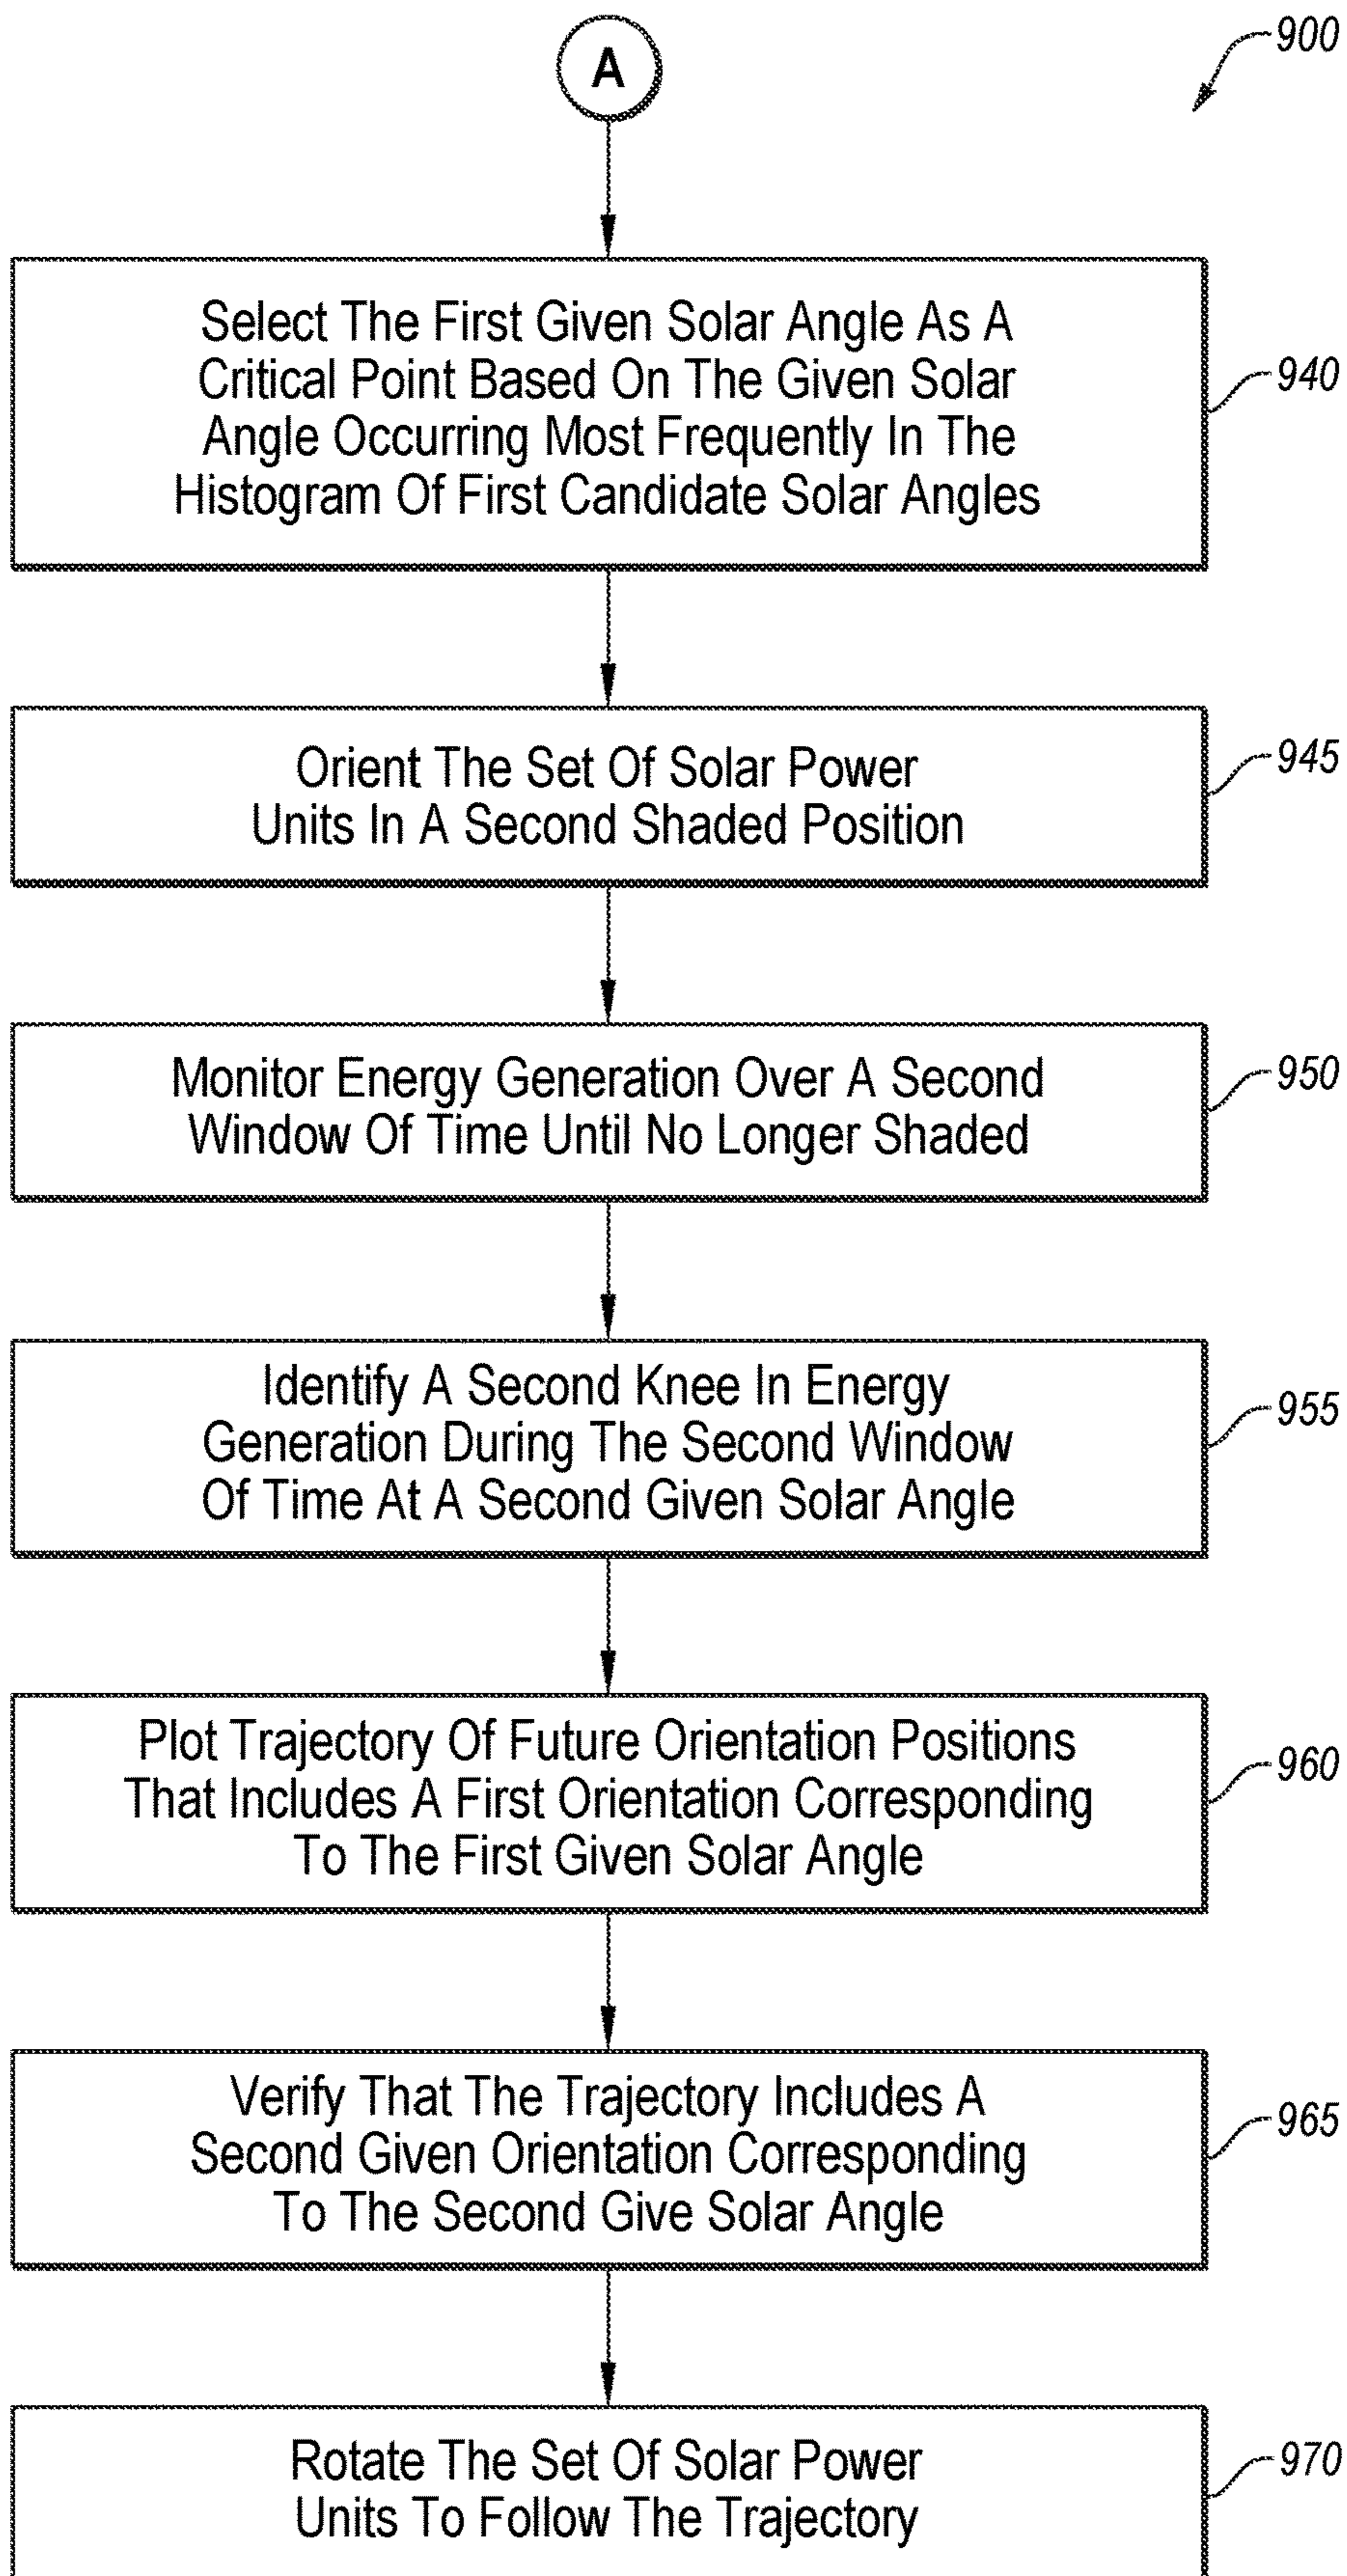 A
900
Select The First Given Solar Angle As A
Critical Point Based On The Given Solar
Angle Occurring Most Frequently In The
Histogram Of First Candidate Solar Angles
940
Orient The Set Of Solar Power
Units In A Second Shaded Position
945
Monitor Energy Generation Over A Second
Window Of Time Until No Longer Shaded
950
Identify A Second Knee In Energy
Generation During The Second Window
Of Time At A Second Given Solar Angle
955
Plot Trajectory Of Future Orientation Positions
That Includes A First Orientation Corresponding
To The First Given Solar Angle
960
Verify That The Trajectory Includes A
Second Given Orientation Corresponding
To The Second Give Solar Angle
965
Rotate The Set Of Solar Power
Units To Follow The Trajectory
970